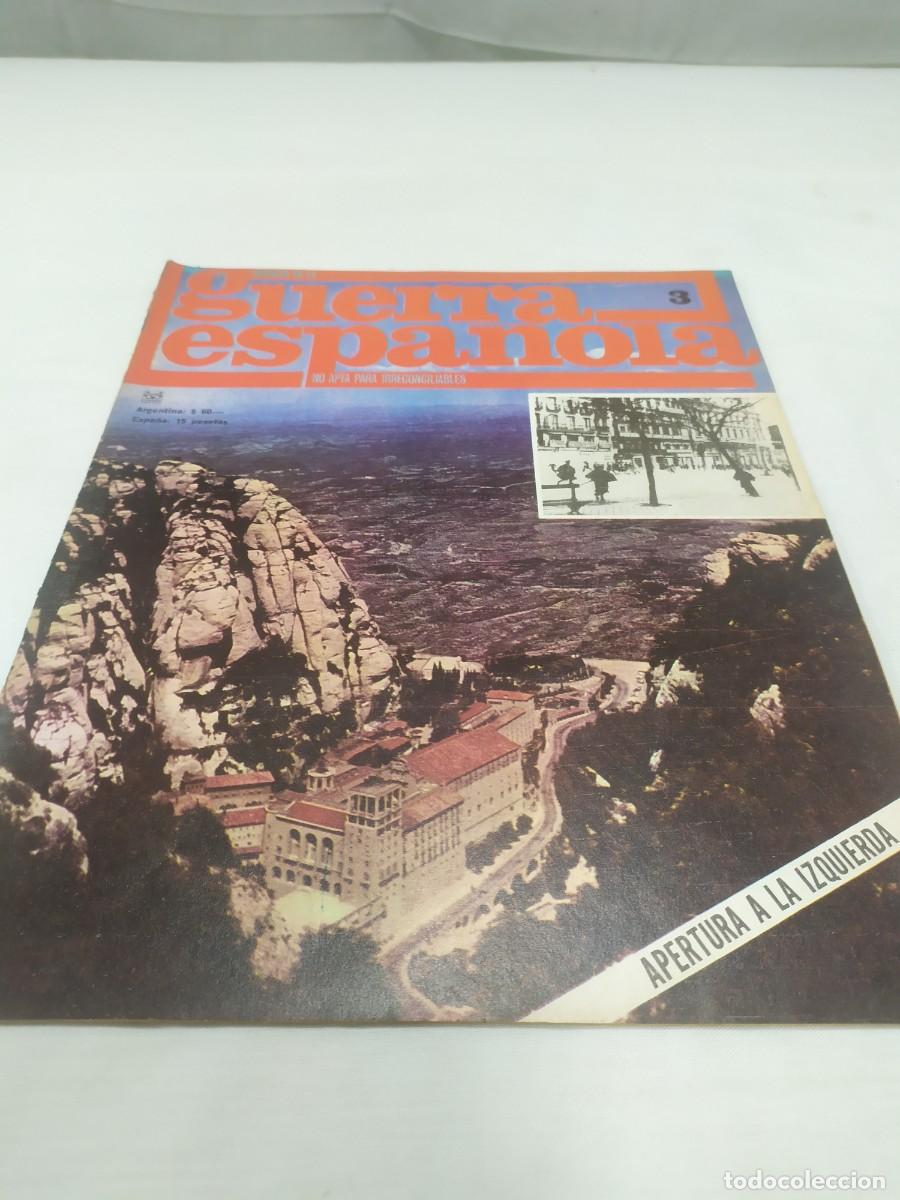 guerra
española
3
NO APTA PARA IRRECONCILIABLES
Argentina: $ 60.—
España: 15 pesetas
APERTURA A LA IZQUIERDA
todocoleccion